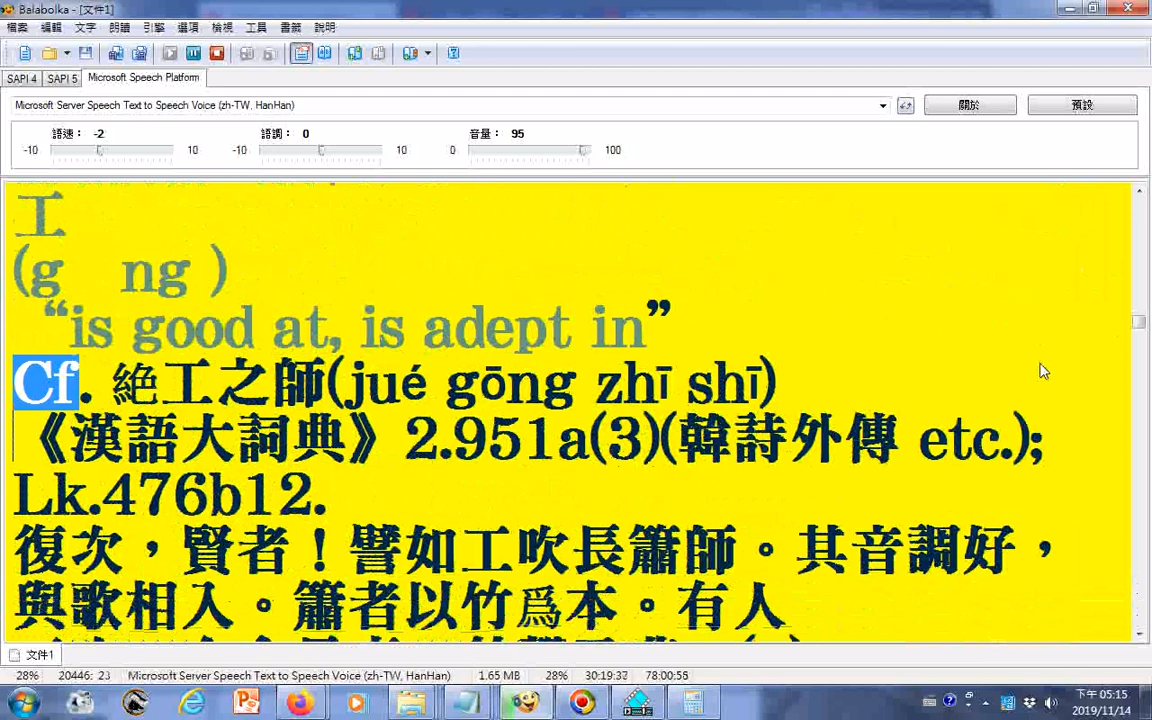 Balabolka - [文件1]
檔案 編輯 文字 朗讀 引擎 選項 檢視 工具 書籤 說明
SAPI 4 SAPI 5 Microsoft Speech Platform
Microsoft Server Speech Text to Speech Voice (zh-TW, HanHan) 關於 預設
語速： -2 語調： 0 音量： 95
-10 10 -10 10 0 100
工
(g ng )
“is good at, is adept in”
Cf. 絶工之師(jué gōng zhī shī)
《漢語大詞典》2.951a(3)(韓詩外傳 etc.);
Lk.476b12.
復次，賢者！譬如工吹長簫師。其音調好，
與歌相入。簫者以竹爲本。有人
文件1
28% 20446: 23 Microsoft Server Speech Text to Speech Voice (zh-TW, HanHan) 1.65 MB 28% 30:19:37 78:00:55
下午 05:15
2019/11/14